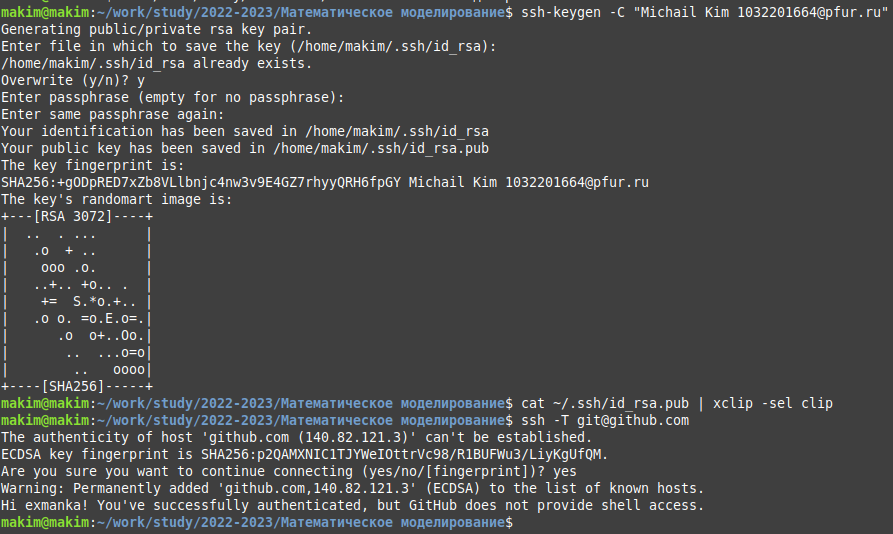 makim@makim:~/work/study/2022-2023/Математическое моделирование$ ssh-keygen -C "Michail Kim 1032201664@pfur.ru"
Generating public/private rsa key pair.
Enter file in which to save the key (/home/makim/.ssh/id_rsa):
/home/makim/.ssh/id_rsa already exists.
Overwrite (y/n)? y
Enter passphrase (empty for no passphrase):
Enter same passphrase again:
Your identification has been saved in /home/makim/.ssh/id_rsa
Your public key has been saved in /home/makim/.ssh/id_rsa.pub
The key fingerprint is:
SHA256:+gODpRED7xZb8VLlbnjc4nw3v9E4GZ7rhyyQRH6fpGY Michail Kim 1032201664@pfur.ru
The key's randomart image is:
+---[RSA 3072]----+
|  ..  . ...      |
|   .o  + ..      |
|    ooo .o.      |
|   ..+.. +o.. .  |
|    +=  S.*o.+.. |
|   .o o. =o.E.o=.|
|      .o  o+..Oo.|
|       ..  ...o=o|
|        ..   oooo|
+----[SHA256]-----+
makim@makim:~/work/study/2022-2023/Математическое моделирование$ cat ~/.ssh/id_rsa.pub | xclip -sel clip
makim@makim:~/work/study/2022-2023/Математическое моделирование$ ssh -T git@github.com
The authenticity of host 'github.com (140.82.121.3)' can't be established.
ECDSA key fingerprint is SHA256:p2QAMXNIC1TJYWeIOttrVc98/R1BUFWu3/LiyKgUfQM.
Are you sure you want to continue connecting (yes/no/[fingerprint])? yes
Warning: Permanently added 'github.com,140.82.121.3' (ECDSA) to the list of known hosts.
Hi exmanka! You've successfully authenticated, but GitHub does not provide shell access.
makim@makim:~/work/study/2022-2023/Математическое моделирование$